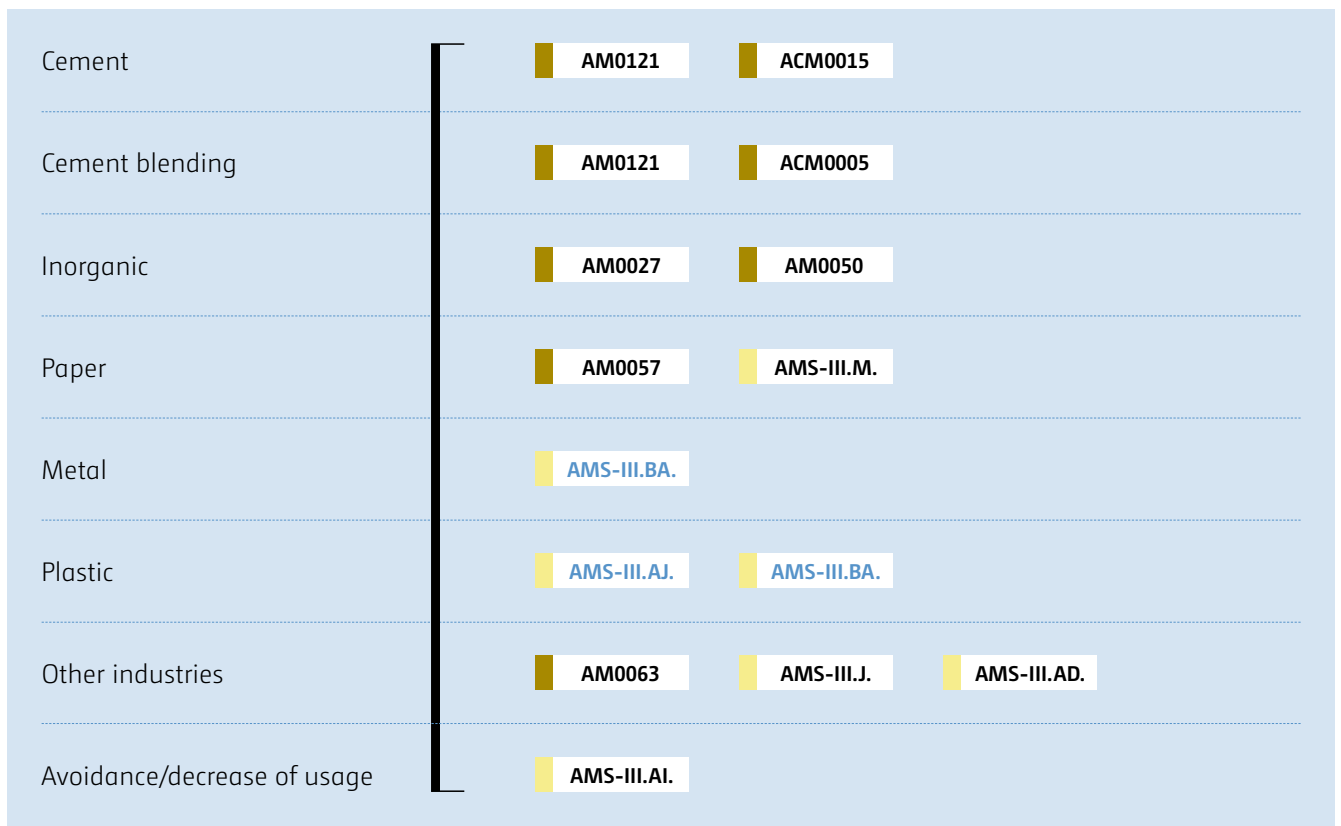 Cement AM0121 ACM0015
Cement blending AM0121 ACM0005
Inorganic AM0027 AM0050
Paper AM0057 AMS-III.M.
Metal AMS-III.BA.
Plastic AMS-III.AJ. AMS-III.BA.
Other industries AM0063 AMS-III.J. AMS-III.AD.
Avoidance/decrease of usage AMS-III.AI.